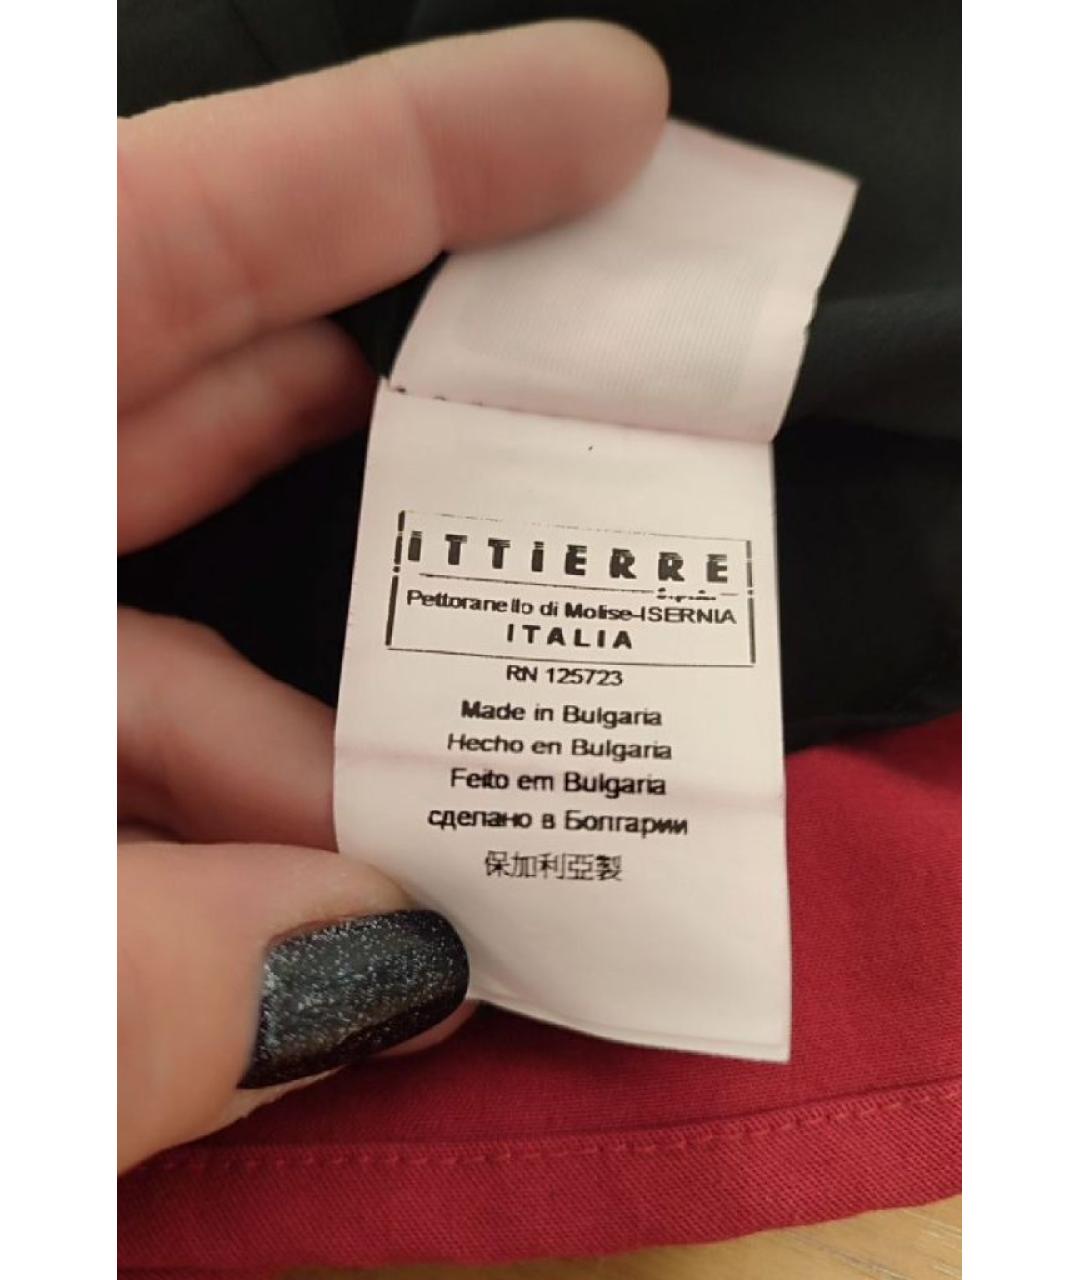 ITTIERRE
S.p.A.
Pettoranello di Molise-ISERNIA
ITALIA
RN 125723
Made in Bulgaria
Hecho en Bulgaria
Feito em Bulgaria
сделано в Болгарии
保加利亞製